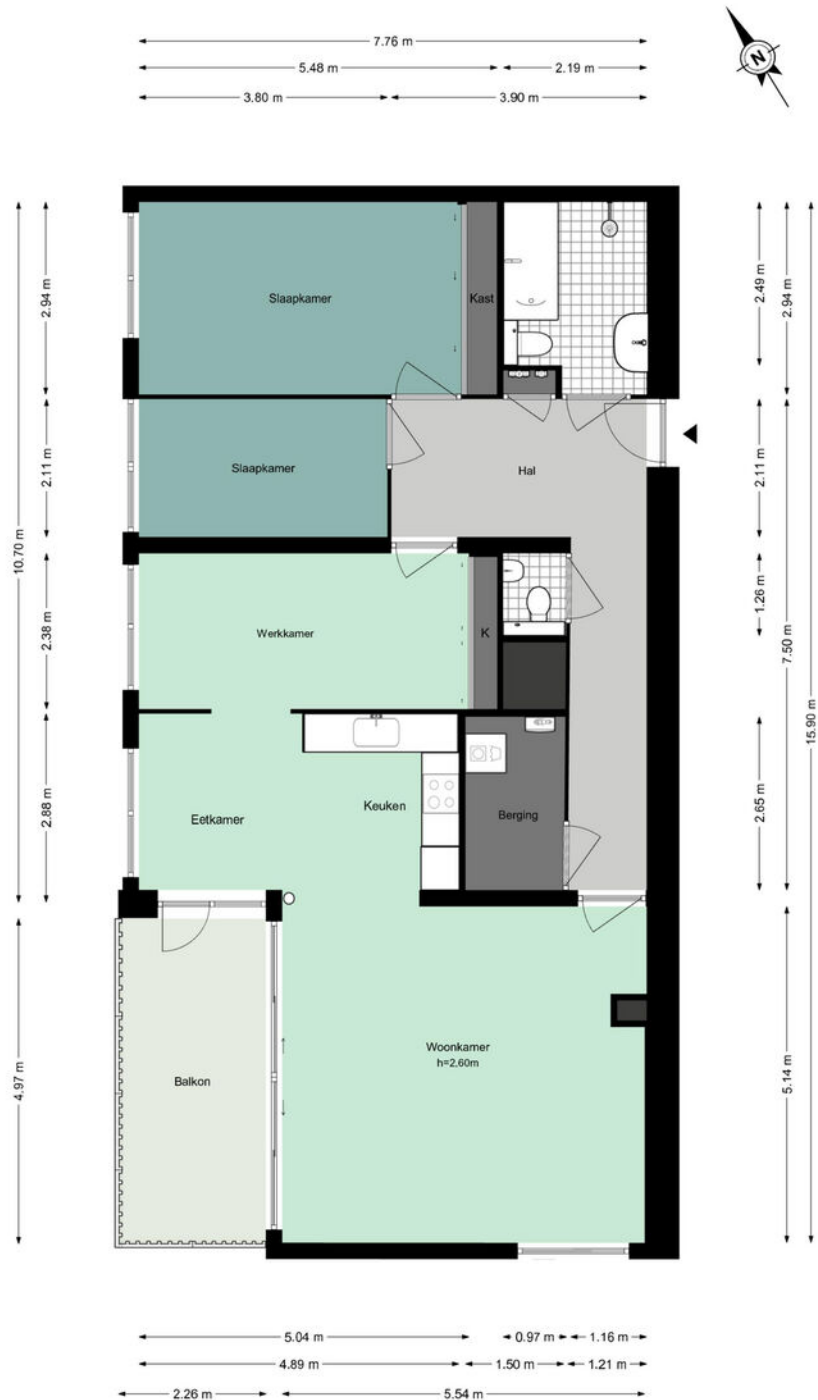 7.76 m
5.48 m
2.19 m
3.80 m
3.90 m
N
2.94 m
2.11 m
10.70 m
2.38 m
2.88 m
4.97 m
Slaapkamer
Kast
Slaapkamer
Hal
Werkkamer
K
Eetkamer
Keuken
Berging
Woonkamer
h=2.60m
Balkon
2.49 m
2.94 m
2.11 m
1.26 m
7.50 m
15.90 m
2.65 m
5.14 m
5.04 m
0.97 m
1.16 m
4.89 m
1.50 m
1.21 m
2.26 m
5.54 m